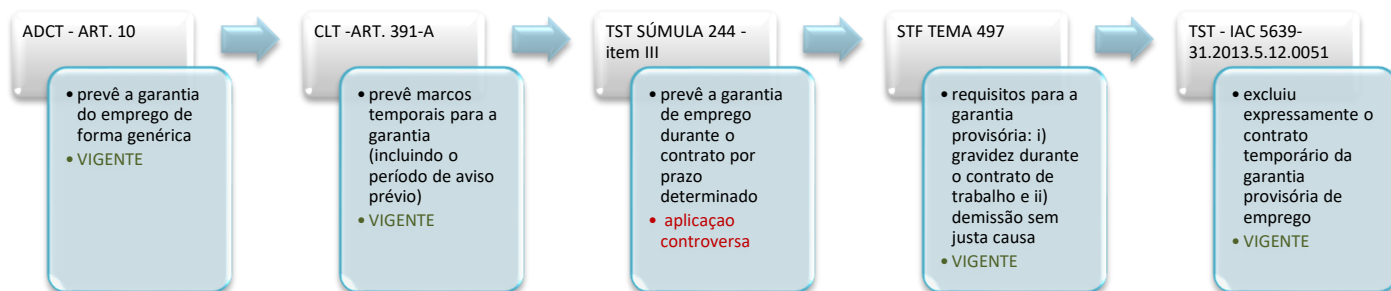 ADCT - ART. 10
• prevê a garantia
do emprego de
forma genérica
• VIGENTE
CLT -ART. 391-A
• prevê marcos
temporais para a
garantia
(incluindo o
período de aviso
prévio)
• VIGENTE
TST SÚMULA 244 -
item III
• prevê a garantia
de emprego durante o
contrato por
prazo
determinado
• aplicaçao
controversa
STF TEMA 497
• requisitos para a
garantia
provisória: i)
gravidez durante
o contrato de
trabalho e ii)
demissão sem
justa causa
• VIGENTE
TST - IAC 5639-
31.2013.5.12.0051
• excluiu
expressamente o
contrato
temporário da
garantia
provisória de
emprego
• VIGENTE